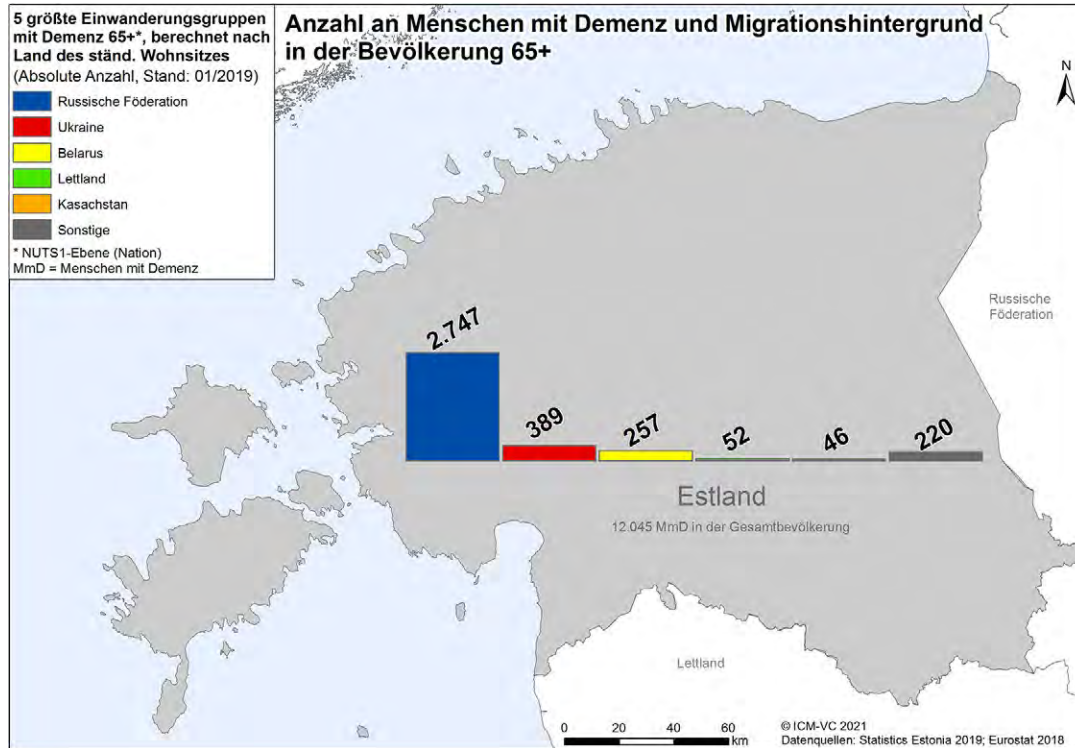 5 größte Einwanderungsgruppen
mit Demenz 65+*, berechnet nach
Land des ständ. Wohnsitzes
(Absolute Anzahl, Stand: 01/2019)
Russische Föderation
Ukraine
Belarus
Lettland
Kasachstan
Sonstige
* NUTS1-Ebene (Nation)
MmD = Menschen mit Demenz
Anzahl an Menschen mit Demenz und Migrationshintergrund
in der Bevölkerung 65+
N
Russische
Föderation
2.747
389
257
52
46
220
Estland
12.045 MmD in der Gesamtbevölkerung
Lettland
0 20 40 60
km
© ICM-VC 2021
Datenquellen: Statistics Estonia 2019; Eurostat 2018